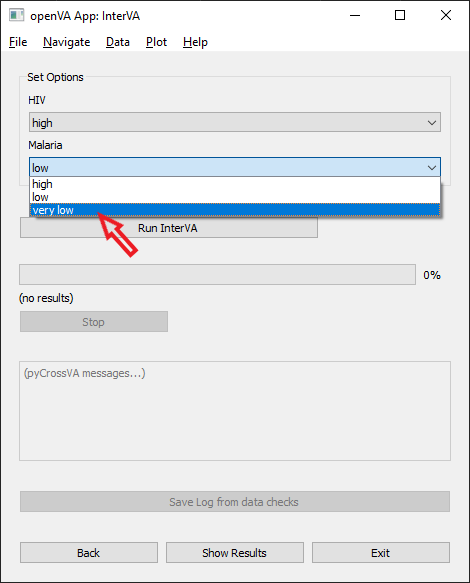 openVA App: InterVA
File Navigate Data Plot Help
Set Options
HIV
high
Malaria
low
high
low
very low
Run InterVA
0%
(no results)
Stop
(pyCrossVA messages...)
Save Log from data checks
Back Show Results Exit